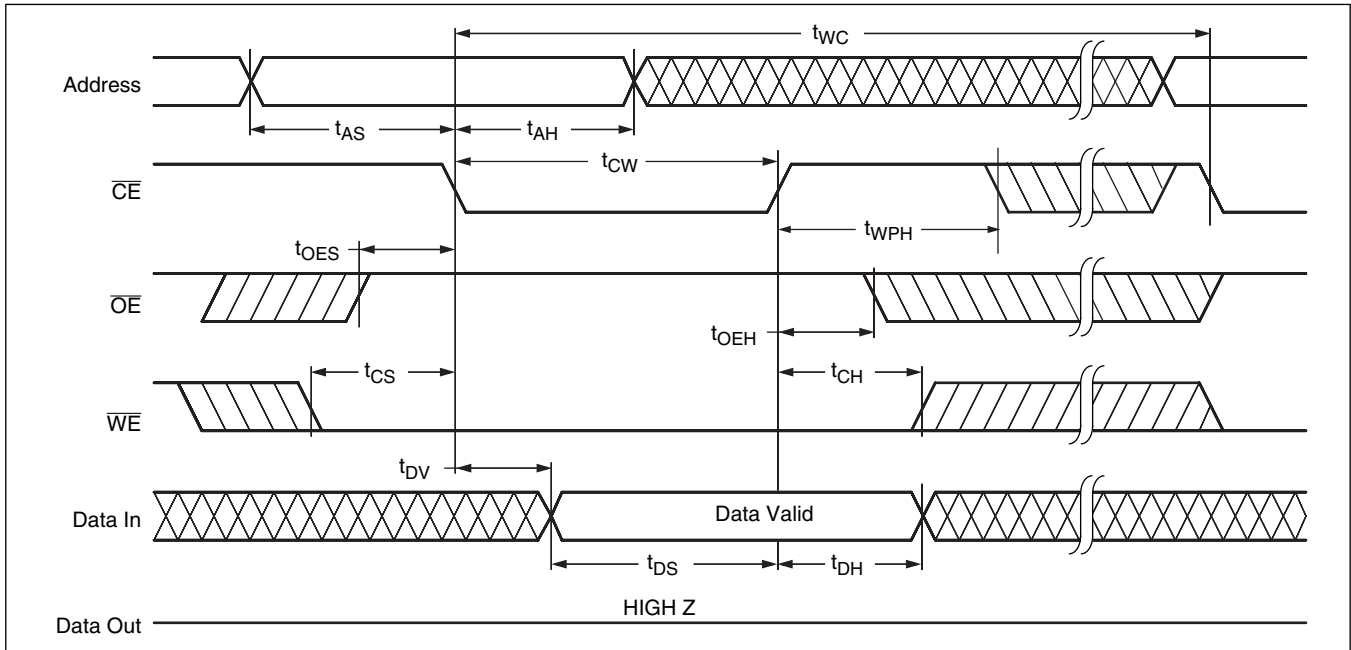 tWC
Address
tAS
tAH
tCW
CE
tWPH
tOES
OE
tOEH
tCS
tCH
WE
tDV
Data In
Data Valid
tDS
tDH
HIGH Z
Data Out